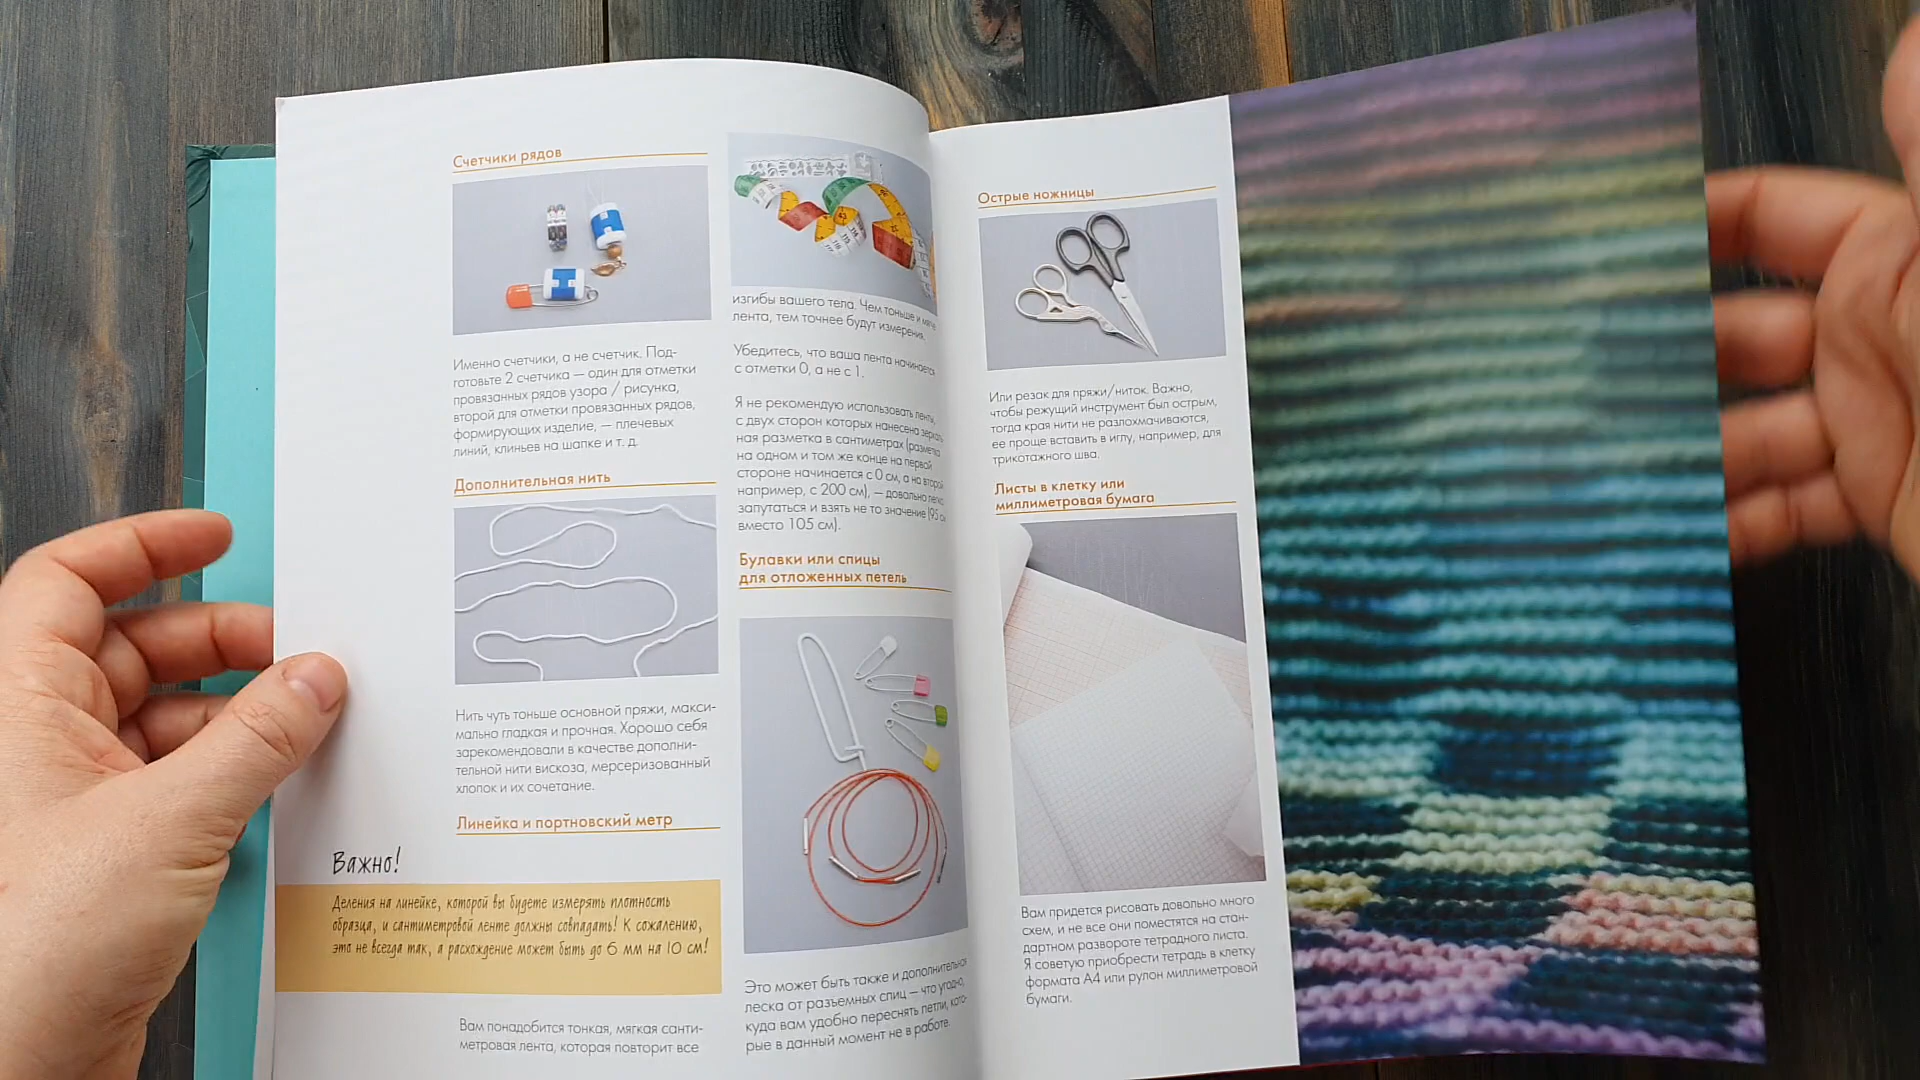 Счетчики рядов
Именно счетчики, а не счетчик. Под-
готовьте 2 счетчика — один для отметки
провязанных рядов узора / рисунка,
второй для отметки провязанных рядов,
формирующих изделие, — плечевых
линий, клиньев на шапке и т. д.
Дополнительная нить
Нить чуть тоньше основной пряжи, макси-
мально гладкая и прочная. Хорошо себя
зарекомендовали в качестве дополни-
тельной нити вискоза, мерсеризованный
хлопок и их сочетание.
Линейка и портновский метр
Важно!
Деления на линейке, которой вы будете измерять плотность
образца, и сантиметровой ленте должны совпадать! К сожалению,
это не всегда так, а расхождение может быть до 6 мм на 10 см!
Вам понадобится тонкая, мягкая санти-
метровая лента, которая повторит все
изгибы вашего тела. Чем тоньше и мягче
лента, тем точнее будут измерения.
Убедитесь, что ваша лента начинается
с отметки 0, а не с 1.
Я не рекомендую использовать ленты,
с двух сторон которых нанесена зеркаль
ная разметка в сантиметрах (разметка
на одном и том же конце на первой
стороне начинается с 0 см, а на второй
например, с 200 см), — довольно легко
запутаться и взять не то значение (95 см
вместо 105 см).
Булавки или спицы
для отложенных петель
Это может быть также и дополнительная
леска от разъемных спиц — что угодно,
куда вам удобно переснять петли, кото-
рые в данный момент не в работе.
Острые ножницы
Или резак для пряжи/ниток. Важно,
чтобы режущий инструмент был острым,
тогда края нити не разлохмачиваются,
ее проще вставить в иглу, например, для
трикотажного шва.
Листы в клетку или
миллиметровая бумага
Вам придется рисовать довольно много
схем, и не все они поместятся на стан-
дартном развороте тетрадного листа.
Я советую приобрести тетрадь в клетку
формата А4 или рулон миллиметровой
бумаги.